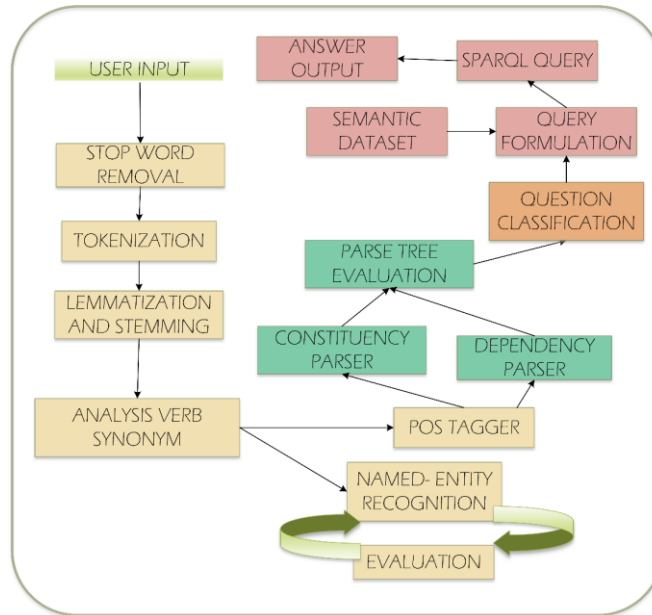 USER INPUT
STOP WORD
REMOVAL
TOKENIZATION
LEMMATIZATION
AND STEMMING
ANALYSIS VERB
SYNONYM
ANSWER
OUTPUT
SPARQL QUERY
SEMANTIC
DATASET
QUERY
FORMULATION
QUESTION
CLASSIFICATION
PARSE TREE
EVALUATION
CONSTITUENCY
PARSER
DEPENDENCY
PARSER
POS TAGGER
NAMED- ENTITY
RECOGNITION
EVALUATION